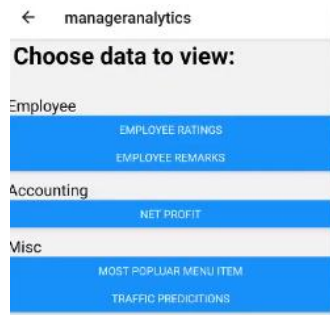 manageranalytics
Choose data to view:
Employee
EMPLOYEE RATINGS
EMPLOYEE REMARKS
Accounting
NET PROFIT
Misc
MOST POPLUAR MENU ITEM
TRAFFIC PREDICITIONS